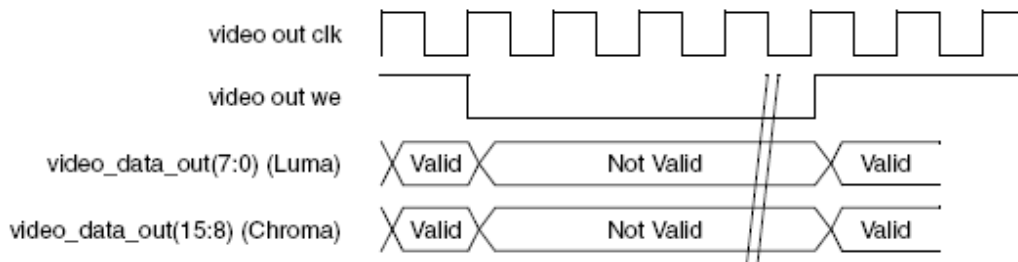 video out clk
video out we
video_data_out(7:0) (Luma) Valid Not Valid Valid
video_data_out(15:8) (Chroma) Valid Not Valid Valid